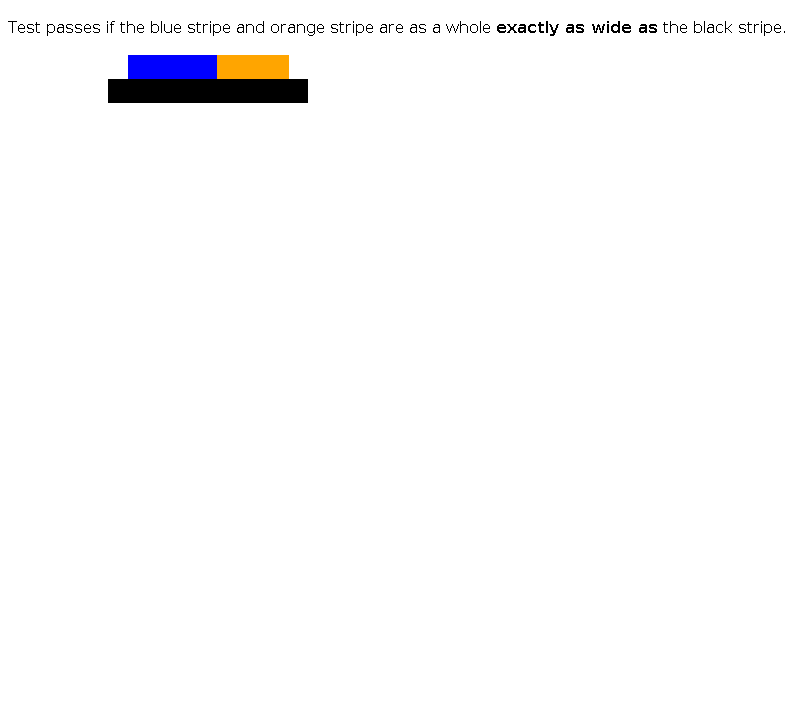 Test passes if the blue stripe and orange stripe are as a whole exactly as wide as the black stripe.